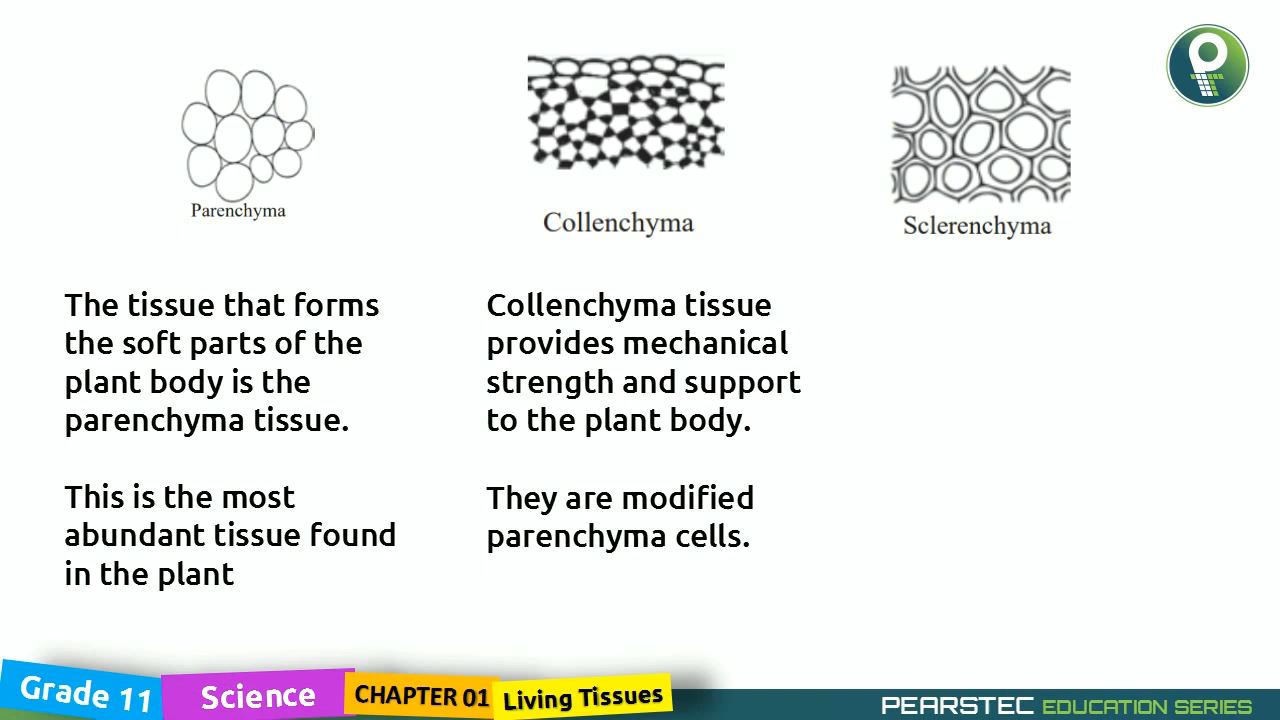 Parenchyma
Collenchyma
Sclerenchyma
The tissue that forms
the soft parts of the
plant body is the
parenchyma tissue.
This is the most
abundant tissue found
in the plant
Collenchyma tissue
provides mechanical
strength and support
to the plant body.
They are modified
parenchyma cells.
Grade 11
Science
CHAPTER 01
Living Tissues
PEARSTEC EDUCATION SERIES